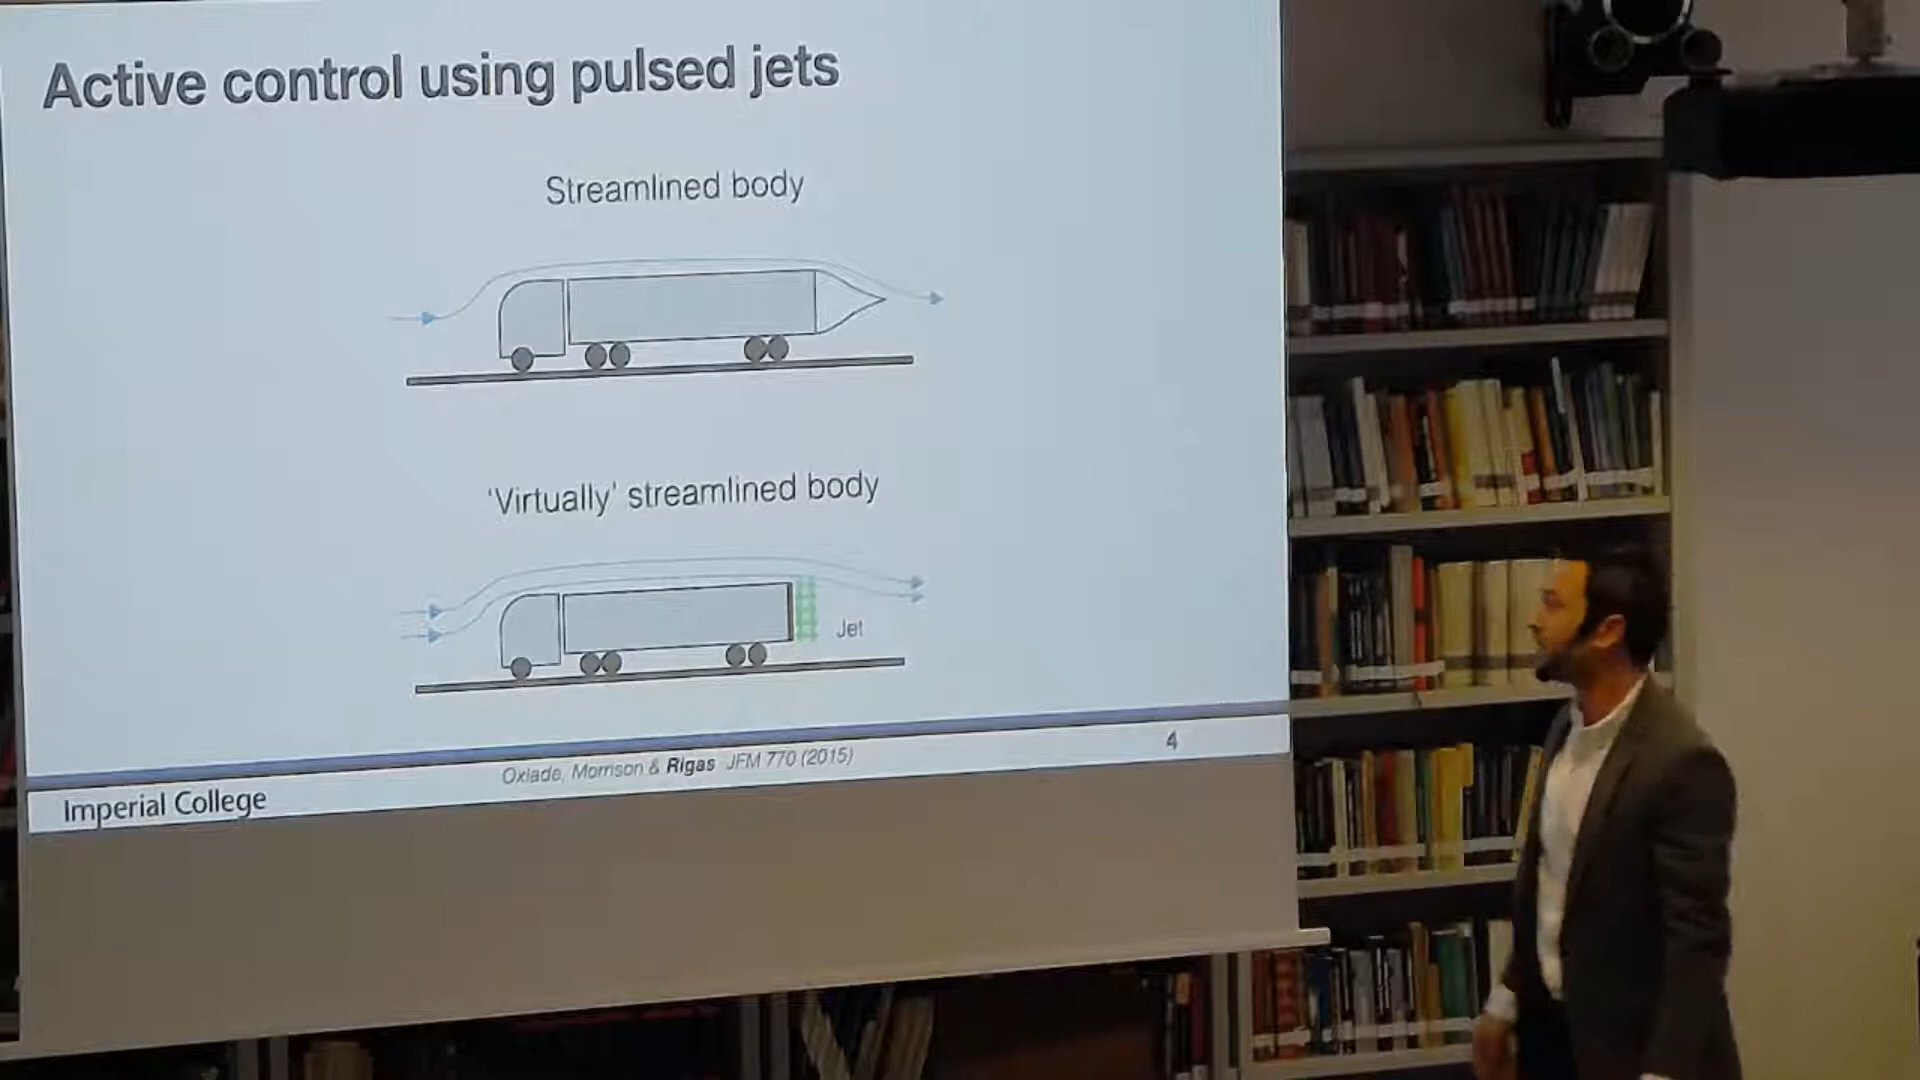 Active control using pulsed jets
Streamlined body
'Virtually' streamlined body
Jet
Oxlade, Morrison & Rigas JFM 770 (2015)
4
Imperial College